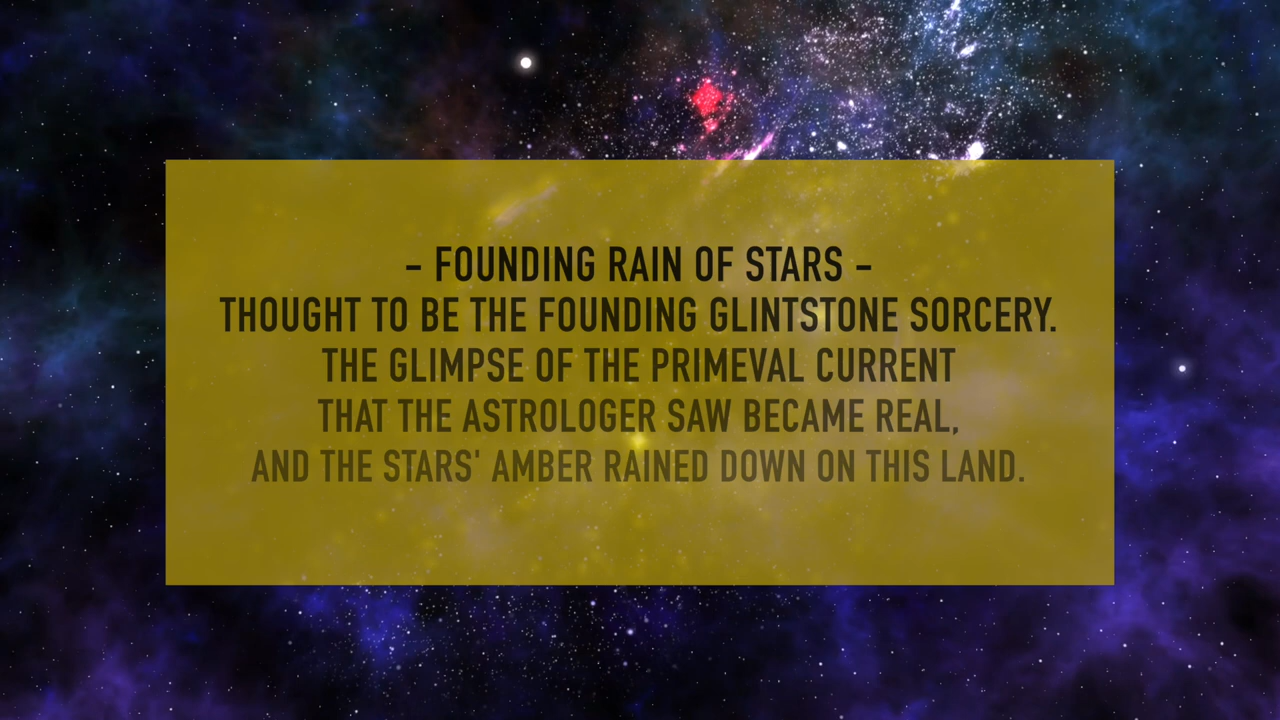 - FOUNDING RAIN OF STARS -
THOUGHT TO BE THE FOUNDING GLINTSTONE SORCERY.
THE GLIMPSE OF THE PRIMEVAL CURRENT
THAT THE ASTROLOGER SAW BECAME REAL,
AND THE STARS' AMBER RAINED DOWN ON THIS LAND.